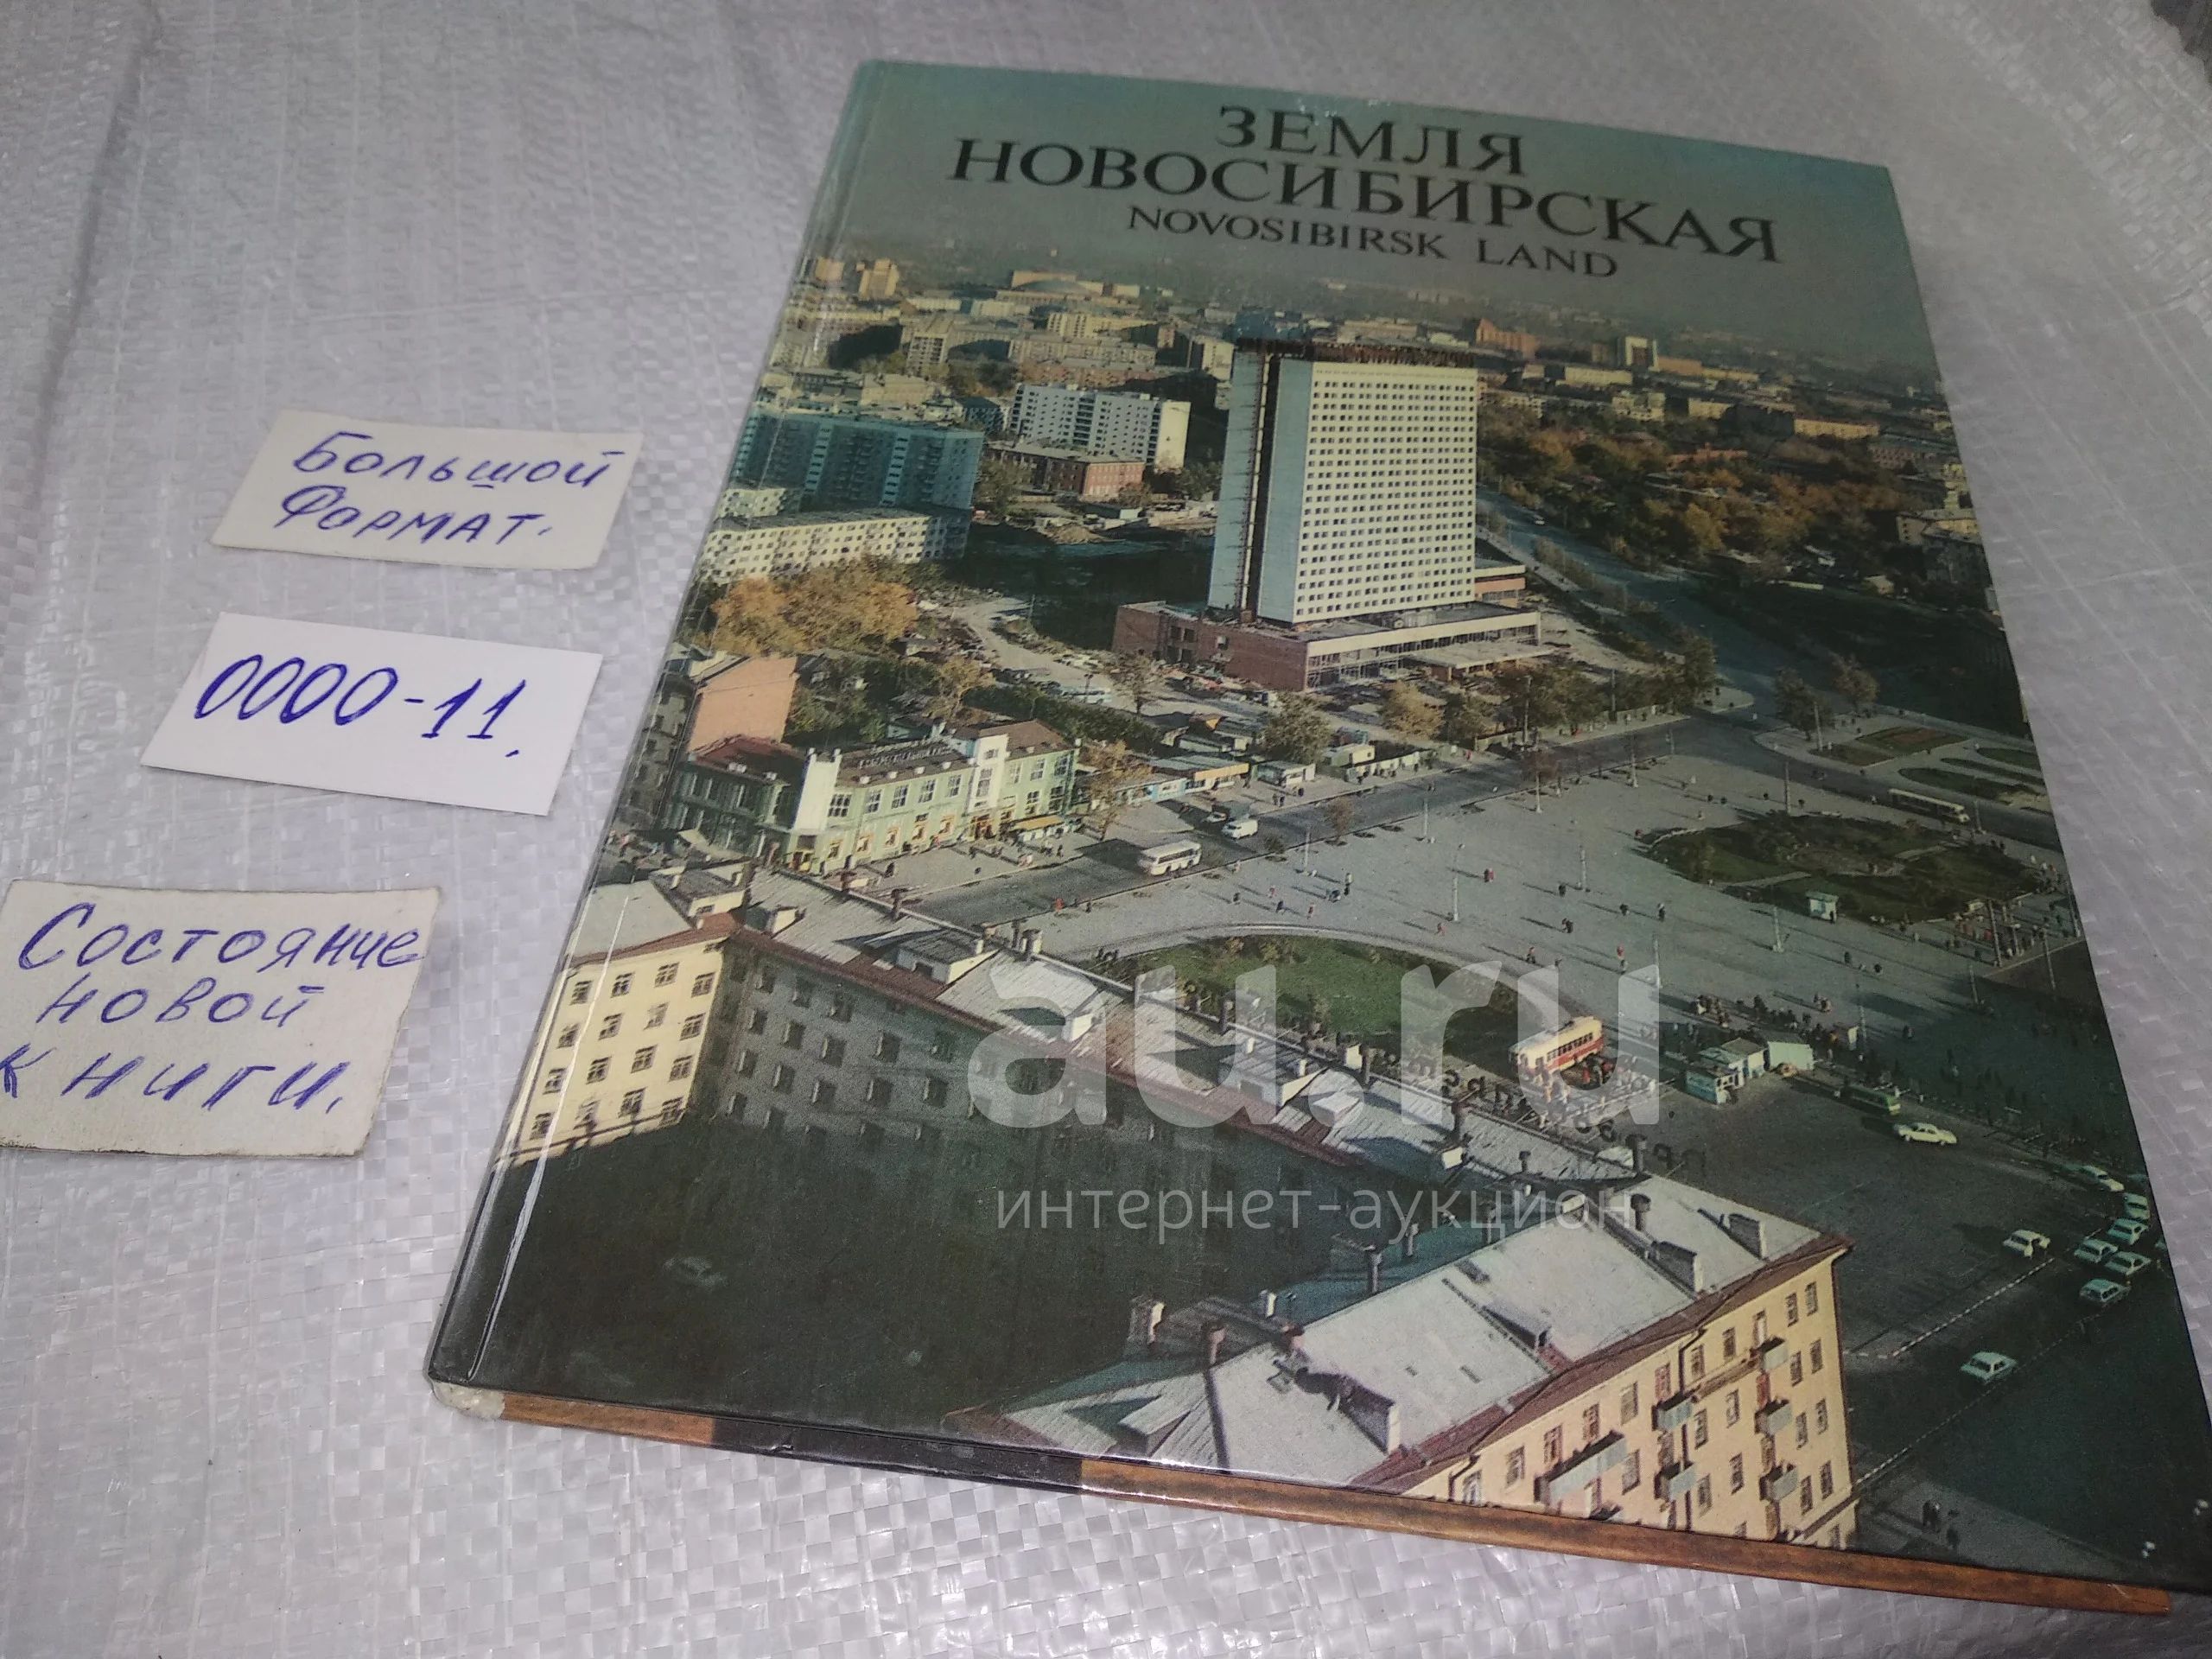 ЗЕМЛЯ
НОВОСИБИРСКАЯ
NOVOSIBIRSK LAND
Большой
Формат.
0000-11.
Состояние
новой
книги.
au.ru
интернет-аукцион